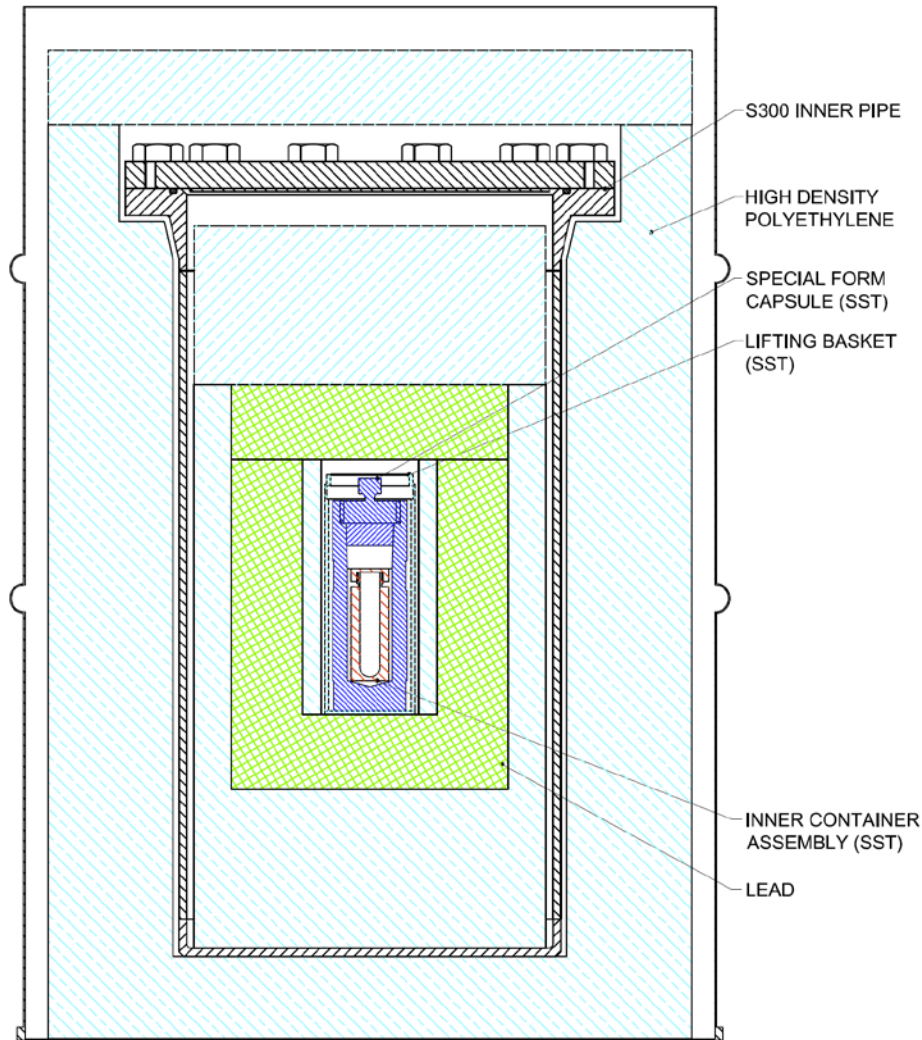 S300 INNER PIPE
HIGH DENSITY
POLYETHYLENE
SPECIAL FORM
CAPSULE (SST)
LIFTING BASKET
(SST)
INNER CONTAINER
ASSEMBLY (SST)
LEAD